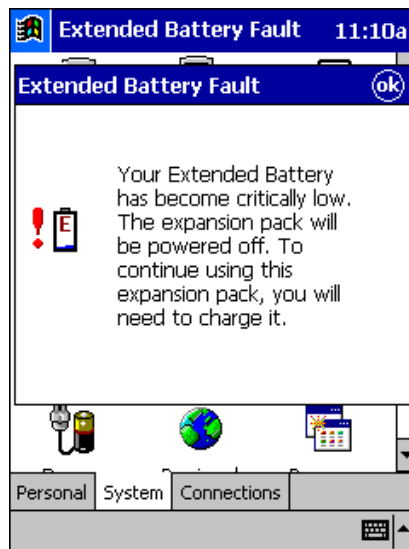 Extended Battery Fault 11:10a
Extended Battery Fault ok
Your Extended Battery
has become critically low.
The expansion pack will
be powered off. To
continue using this
expansion pack, you will
need to charge it.
E
Personal System Connections